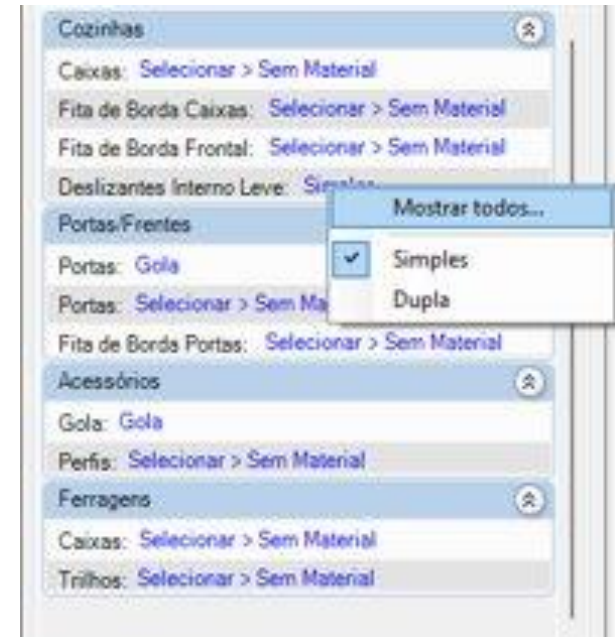 Cozinhas
Caixas: Selecionar > Sem Material
Fita de Borda Caixas: Selecionar > Sem Material
Fita de Borda Frontal: Selecionar > Sem Material
Deslizantes Interno Leve: Simples
Mostrar todos...
Simples
Dupla
Portas/Frentes
Portas: Gola
Portas: Selecionar > Sem Ma
Fita de Borda Portas: Selecionar > Sem Material
Acessórios
Gola: Gola
Perfis: Selecionar > Sem Material
Ferragens
Caixas: Selecionar > Sem Material
Trilhos: Selecionar > Sem Material